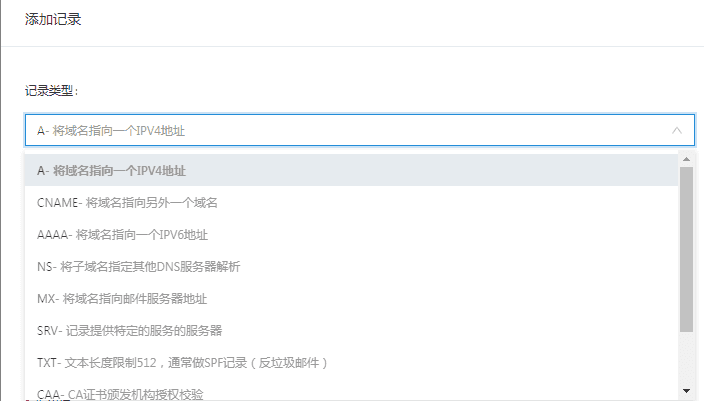 添加记录
记录类型：
A- 将域名指向一个IPV4地址
A- 将域名指向一个IPV4地址
CNAME- 将域名指向另外一个域名
AAAA- 将域名指向一个IPV6地址
NS- 将子域名指定其他DNS服务器解析
MX- 将域名指向邮件服务器地址
SRV- 记录提供特定的服务的服务器
TXT- 文本长度限制512，通常做SPF记录（反垃圾邮件）
CAA- CA证书颁发机构授权校验